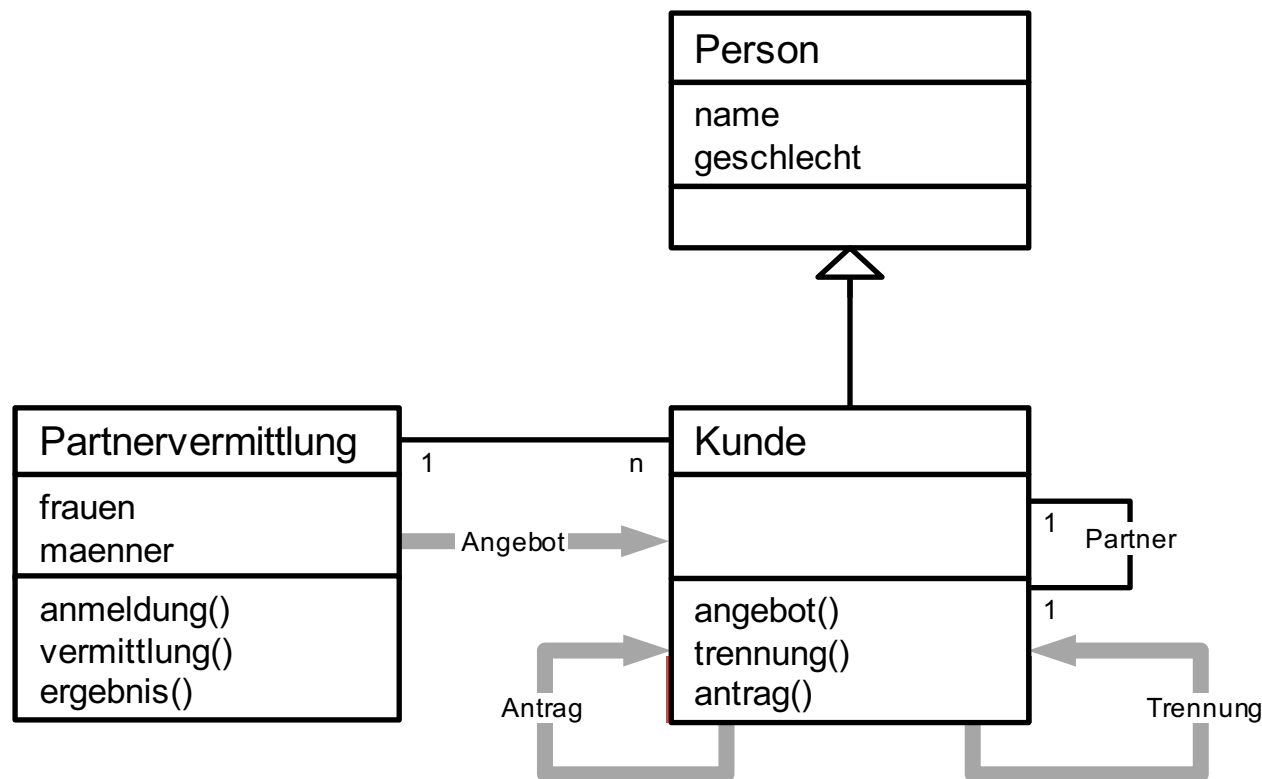 Person
name
geschlecht
Partnervermittlung
1
n
Kunde
frauen
maenner
Angebot
1
Partner
1
anmeldung()
vermittlung()
ergebnis()
angebot()
trennung()
antrag()
Antrag
Trennung